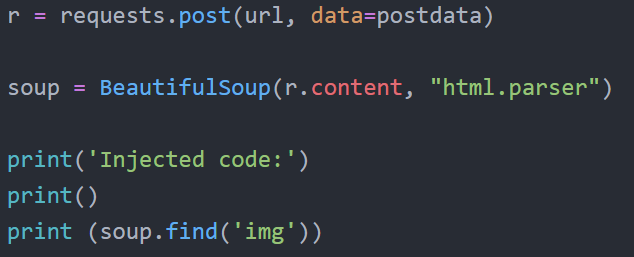 r = requests.post(url, data=postdata)
soup = BeautifulSoup(r.content, "html.parser")
print('Injected code:')
print()
print (soup.find('img'))